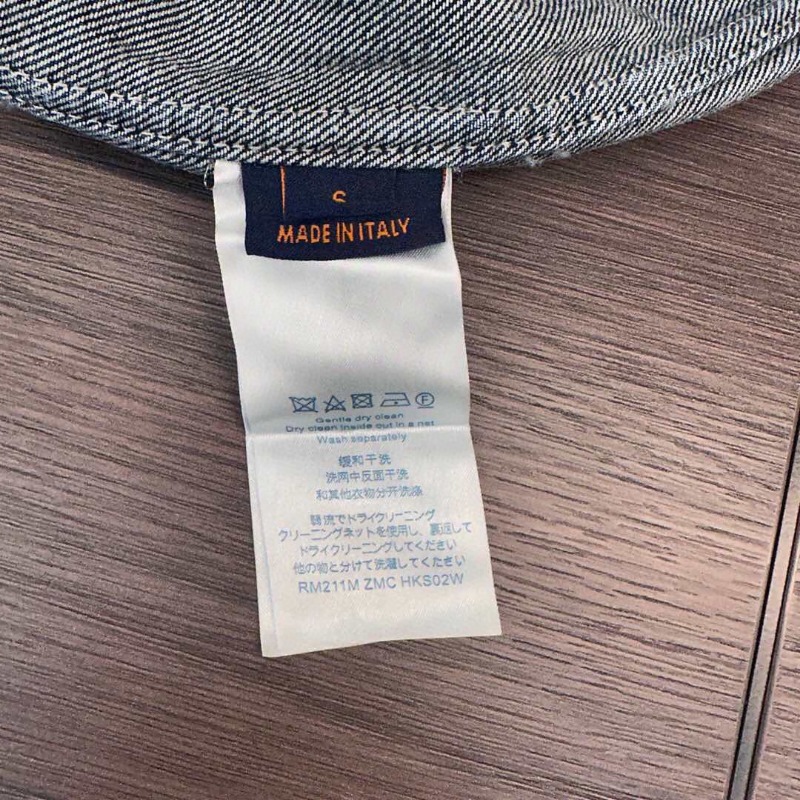 S
MADE IN ITALY
F
Gentle dry clean
Dry clean inside out in a net
Wash separately
缓和干洗
洗网中反面干洗
和其他衣物分开洗涤
弱流でドライクリーニング
クリーニングネットを使用し、裏返して
ドライクリーニングしてください
他の物と分けて洗濯してください
RM211M ZMC HKS02W